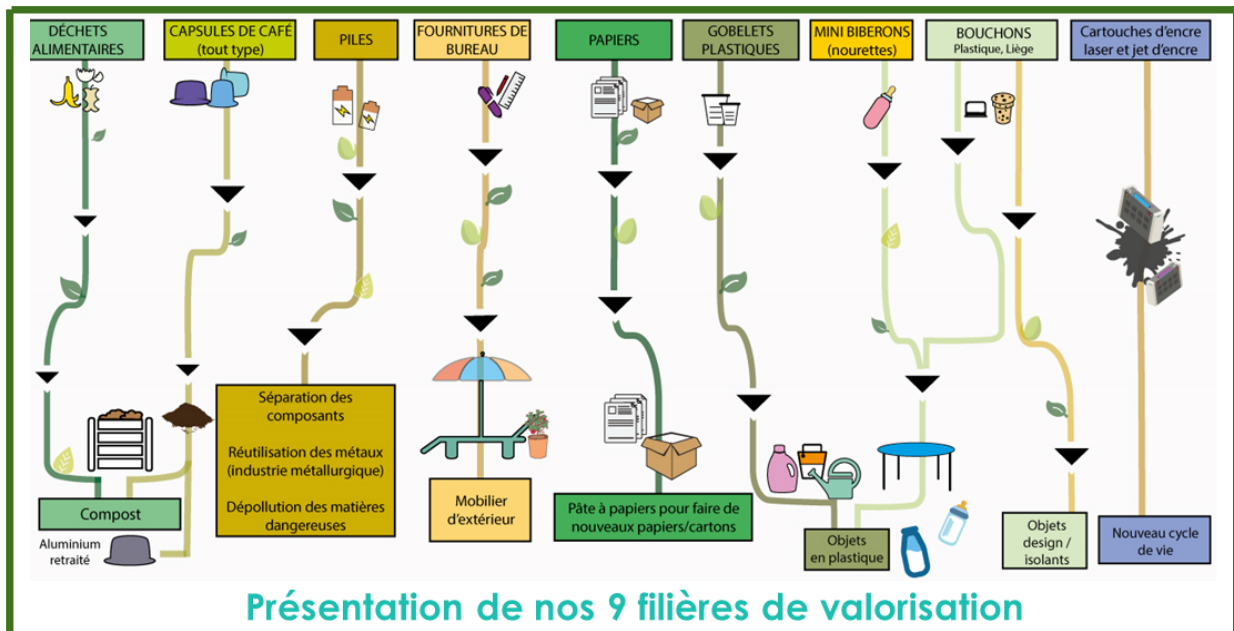 DÉCHETS
ALIMENTAIRES
CAPSULES DE CAFÉ
(tout type)
PILES
FOURNITURES DE
BUREAU
PAPIERS
GOBELETS
PLASTIQUES
MINI BIBERONS
(nourettes)
BOUCHONS
Plastique, Liège
Cartouches d'encre
laser et jet d'encre
Compost
Aluminium
retraité
Séparation des
composants
Réutilisation des métaux
(industrie métallurgique)
Dépollution des matières
dangereuses
Mobilier
d'extérieur
Pâte à papiers pour faire de
nouveaux papiers/cartons
Objets
en plastique
Objets
design /
isolants
Nouveau cycle
de vie
Présentation de nos 9 filières de valorisation